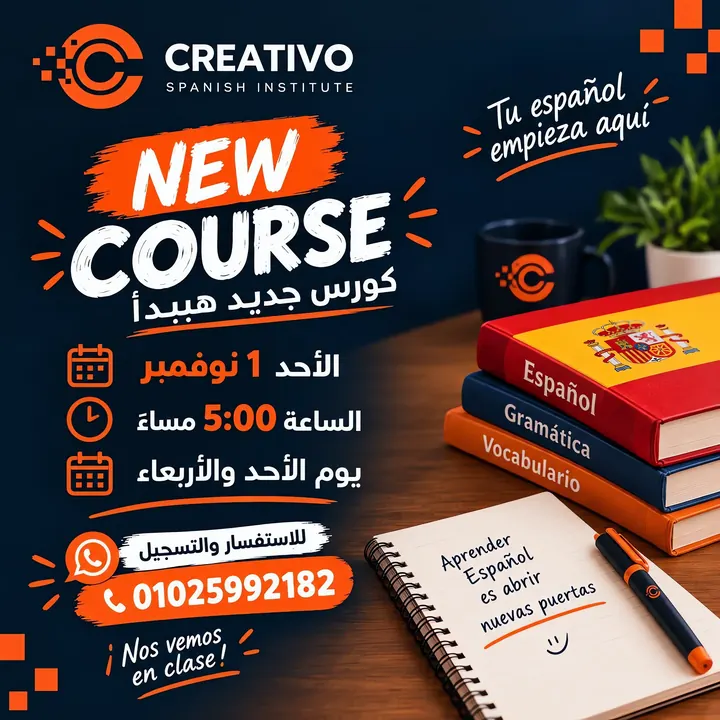 CREATIVO
SPANISH INSTITUTE
Tu español
empieza aquí
NEW
COURSE
كورس جديد هيبدأ
الأحد 1 نوفمبر
الساعة 5:00 مساءً
يوم الأحد والأربعاء
للاستفسار والتسجيل
01025992182
¡Nos vemos
en clase!
Español
Gramática
Vocabulario
Aprender
Español
es abrir
nuevas puertas